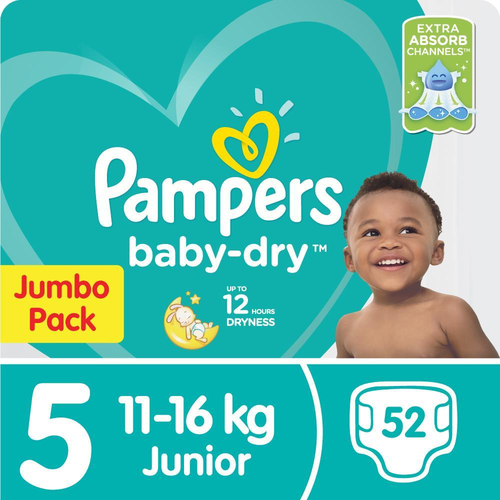 EXTRA
ABSORB
CHANNELS™
Pampers
baby-dry™
Jumbo
Pack
UP TO
12 HOURS
DRYNESS
5
11-16 kg
Junior
52